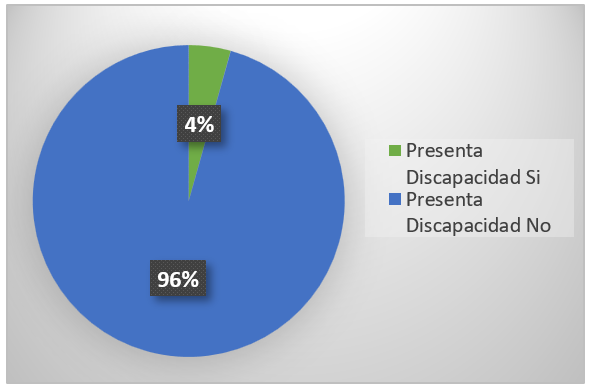 4%
96%
Presenta
Discapacidad Si
Presenta
Discapacidad No